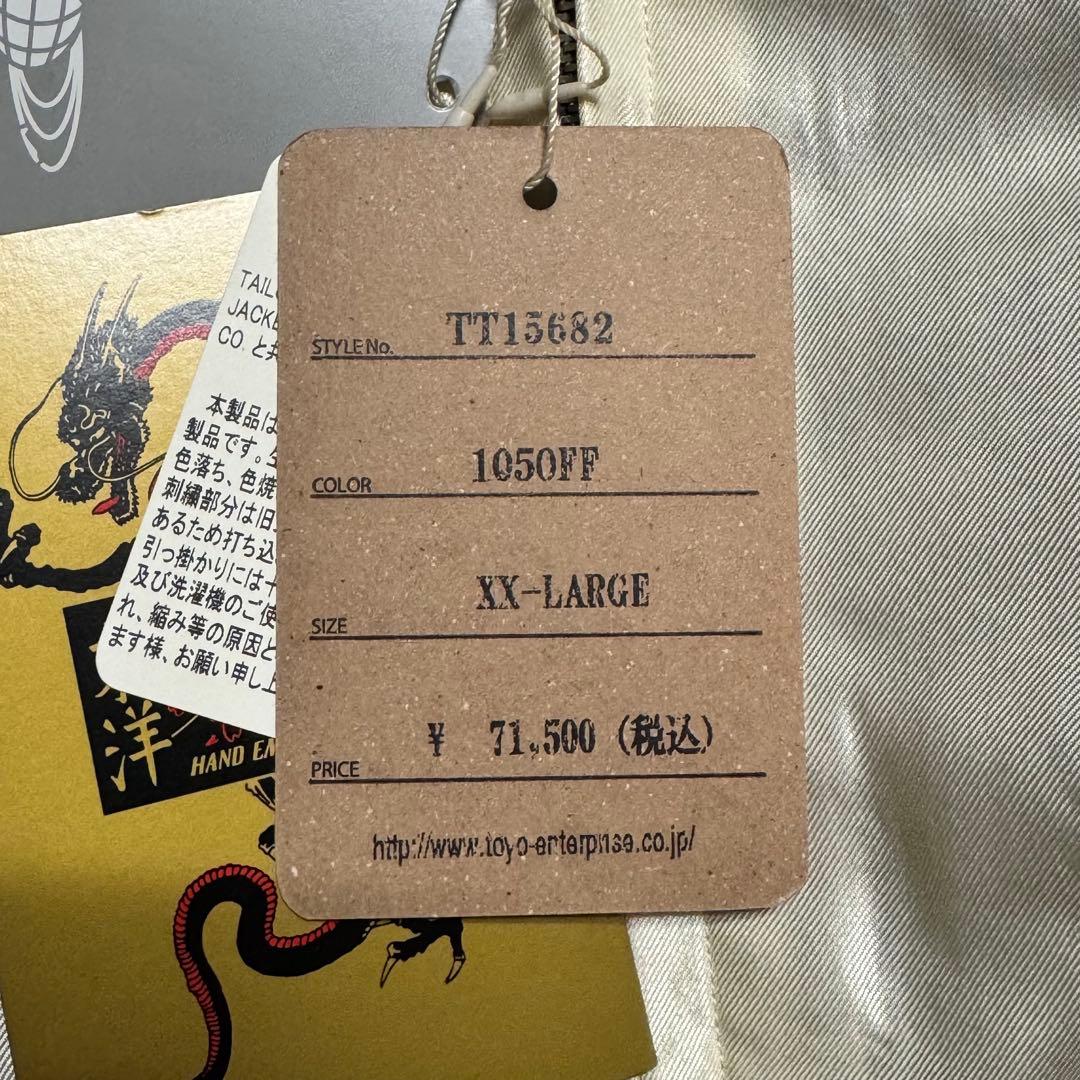 TAIL
JACKE
CO. と共
本製品は
製品です。
色落ち、色焼
刺繍部分は旧
あるため打ち込
引っ掛かりには十
及び洗濯機のご使
れ、縮み等の原因と
ます様、お願い申し上
洋
HAND EM
STYLE No. TT15682
COLOR 105OFF
SIZE XX-LARGE
PRICE ¥ 71,500 (税込)
http://www.toyo-enterprise.co.jp/